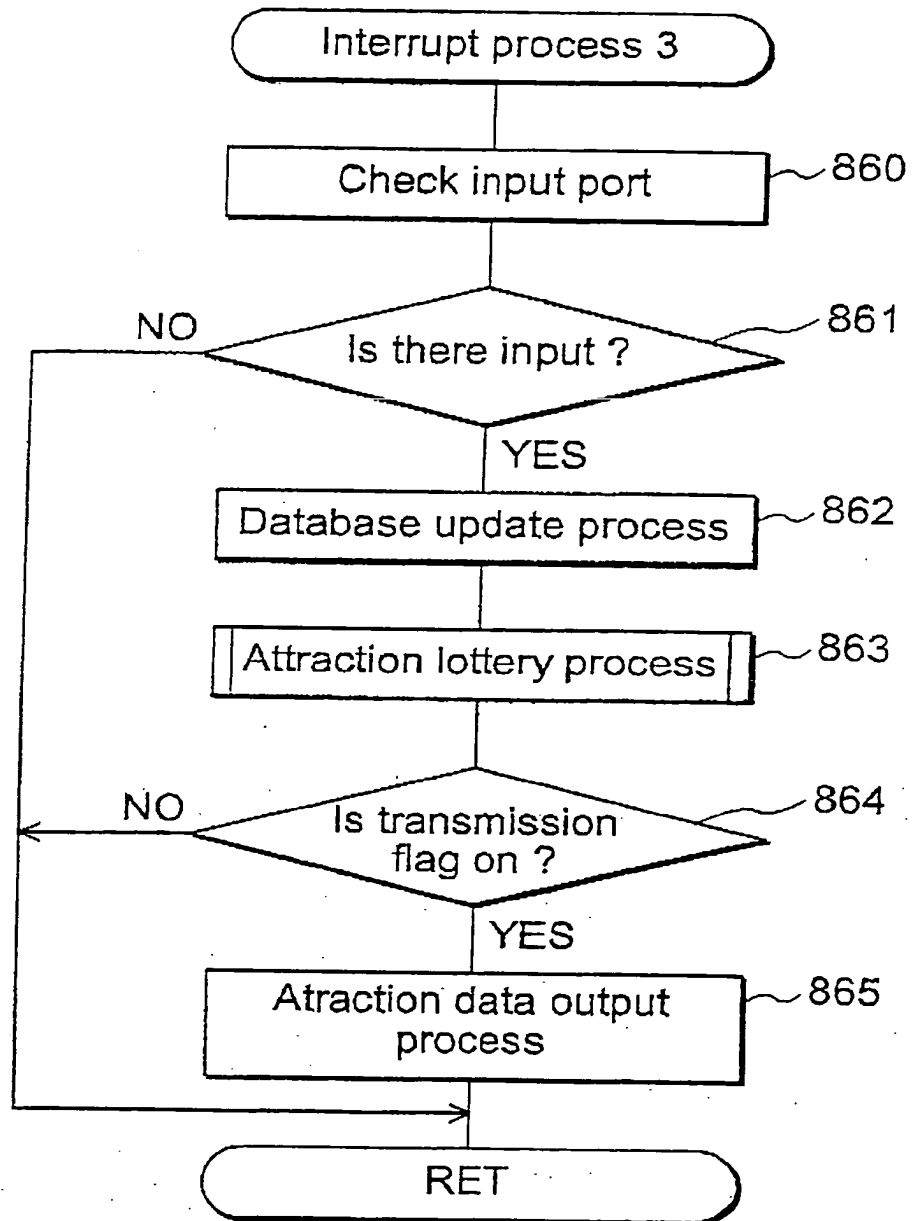 Interrupt process 3
Check input port
860
861
NO
Is there input ?
YES
Database update process
862
Attraction lottery process
863
864
NO
Is transmission
flag on ?
YES
Atraction data output
process
865
RET